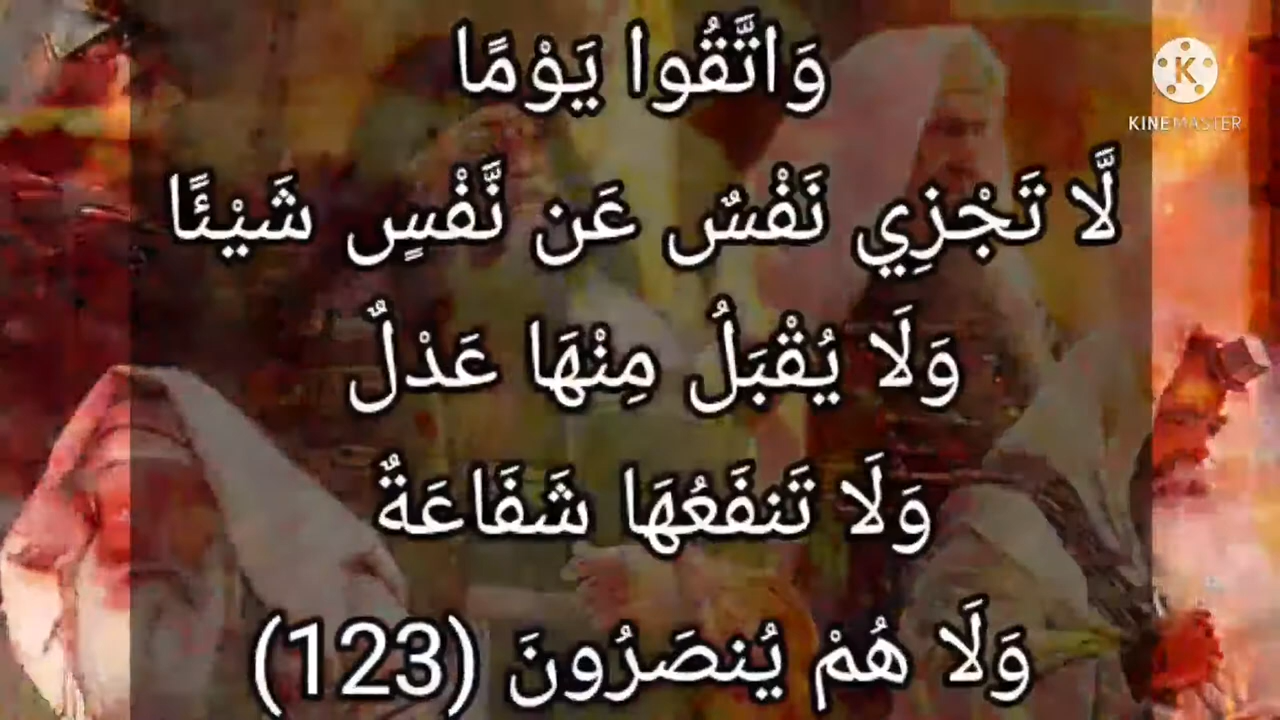 وَاتَّقُوا يَوْمًا
لَّا تَجْزِي نَفْسٌ عَن نَّفْسٍ شَيْئًا
وَلَا يُقْبَلُ مِنْهَا عَدْلٌ
وَلَا تَنفَعُهَا شَفَاعَةٌ
وَلَا هُمْ يُنصَرُونَ (123)
K
KINEMASTER